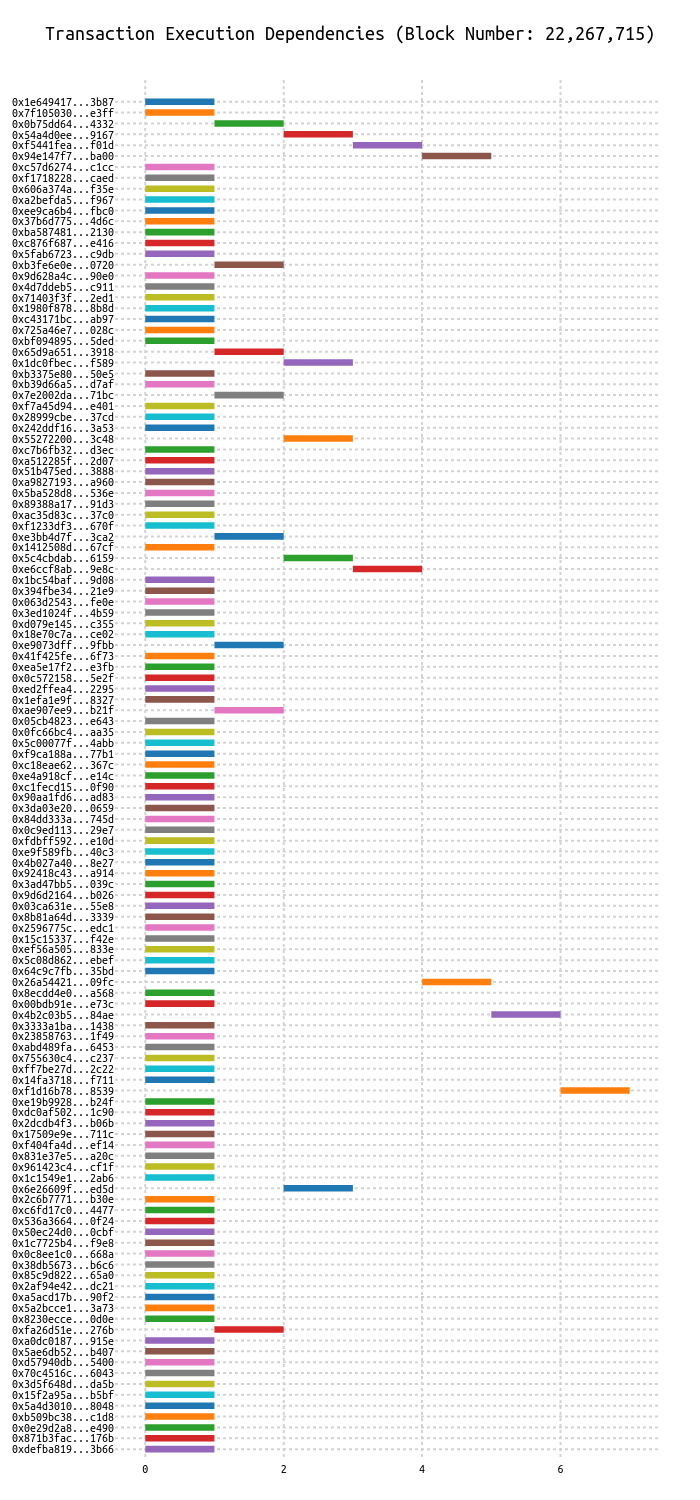 Transaction Execution Dependencies (Block Number: 22,267,715)
0x1e649417...3b87
0x7f105030...e3ff
0x0b75dd64...4332
0x54a4d0ee...9167
0xf5441fea...f01d
0x94e147f7...ba00
0xc57d6274...c1cc
0xf1718228...caed
0x606a374a...f35e
0xa2befda5...f967
0xee9ca6b4...fbc0
0x37b6d775...4d6c
0xba587481...2130
0xc876f687...e416
0x5fab6723...c9db
0xb3fe6e0e...0720
0x9d628a4c...90e0
0x4d7ddeb5...c911
0x71403f3f...2ed1
0x1980f878...8b8d
0xc43171bc...ab97
0x725a46e7...028c
0xbf094895...5ded
0x65d9a651...3918
0x1dc0fbec...f589
0xb3375e80...50e5
0xb39d66a5...d7af
0x7e2002da...71bc
0xf7a45d94...e401
0x28999cbe...37cd
0x242ddf16...3a53
0x55272200...3c48
0xc7b6fb32...d3ec
0xa512285f...2d07
0x51b475ed...3888
0xa9827193...a960
0x5ba528d8...536e
0x89388a17...91d3
0xac35d83c...37c0
0xf1233df3...670f
0xe3bb4d7f...3ca2
0x1412508d...67cf
0x5c4cbdab...6159
0xe6ccf8ab...9e8c
0x1bc54baf...9d08
0x394fbe34...21e9
0x063d2543...fe0e
0x3ed1024f...4b59
0xd079e145...c355
0x18e70c7a...ce02
0xe9073dff...9fbb
0x41f425fe...6f73
0xea5e17f2...e3fb
0x0c572158...5e2f
0xed2ffea4...2295
0x1efa1e9f...8327
0xae907ee9...b21f
0x05cb4823...e643
0x0fc66bc4...aa35
0x5c00077f...4abb
0xf9ca188a...77b1
0xc18eae62...367c
0xe4a918cf...e14c
0xc1fecd15...0f90
0x90aa1fd6...ad83
0x3da03e20...0659
0x84dd333a...745d
0x0c9ed113...29e7
0xfdbff592...e10d
0xe9f589fb...40c3
0x4b027a40...8e27
0x92418c43...a914
0x3ad47bb5...039c
0x9d6d2164...b026
0x03ca631e...55e8
0x8b81a64d...3339
0x2596775c...edc1
0x15c15337...f42e
0xef56a505...833e
0x5c08d862...ebef
0x64c9c7fb...35bd
0x26a54421...09fc
0x8ecdd4e0...a568
0x00bdb91e...e73c
0x4b2c03b5...84ae
0x3333a1ba...1438
0x23858763...1f49
0xabd489fa...6453
0x755630c4...c237
0xff7be27d...2c22
0x14fa3718...f711
0xf1d16b78...8539
0xe19b9928...b24f
0xdc0af502...1c90
0x2dcdb4f3...b06b
0x17509e9e...711c
0xf404fa4d...ef14
0x831e37e5...a20c
0x961423c4...cf1f
0x1c1549e1...2ab6
0x6e26609f...ed5d
0x2c6b7771...b30e
0xc6fd17c0...4477
0x536a3664...0f24
0x50ec24d0...0cbf
0x1c7725b4...f9e8
0x0c8ee1c0...668a
0x38db5673...b6c6
0x85c9d822...65a0
0x2af94e42...dc21
0xa5acd17b...90f2
0x5a2bcce1...3a73
0x8230ecce...0d0e
0xfa26d51e...276b
0xa0dc0187...915e
0x5ae6db52...b407
0xd57940db...5400
0x70c4516c...6043
0x3d5f648d...da5b
0x15f2a95a...b5bf
0x5a4d3010...8048
0xb509bc38...c1d8
0x0e29d2a8...e490
0x871b3fac...176b
0xdefba819...3b66
0 2 4 6